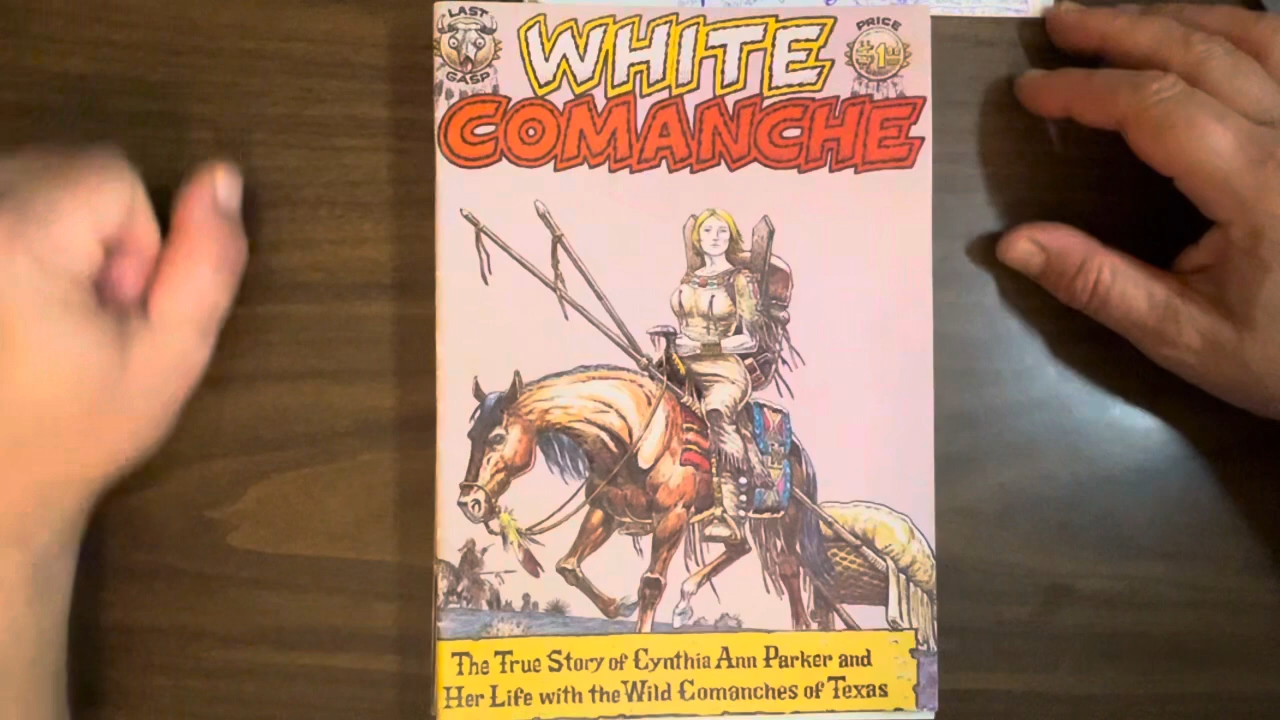 LAST
GASP
WHITE
COMANCHE
PRICE
$1
The True Story of Cynthia Ann Parker and
Her Life with the Wild Comanches of Texas